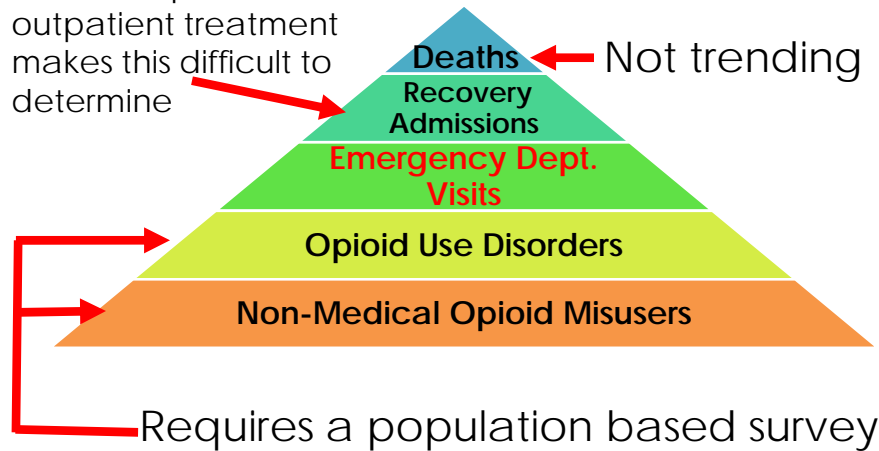 outpatient treatment
makes this difficult to
determine
Deaths
Not trending
Recovery
Admissions
Emergency Dept.
Visits
Opioid Use Disorders
Non-Medical Opioid Misusers
Requires a population based survey